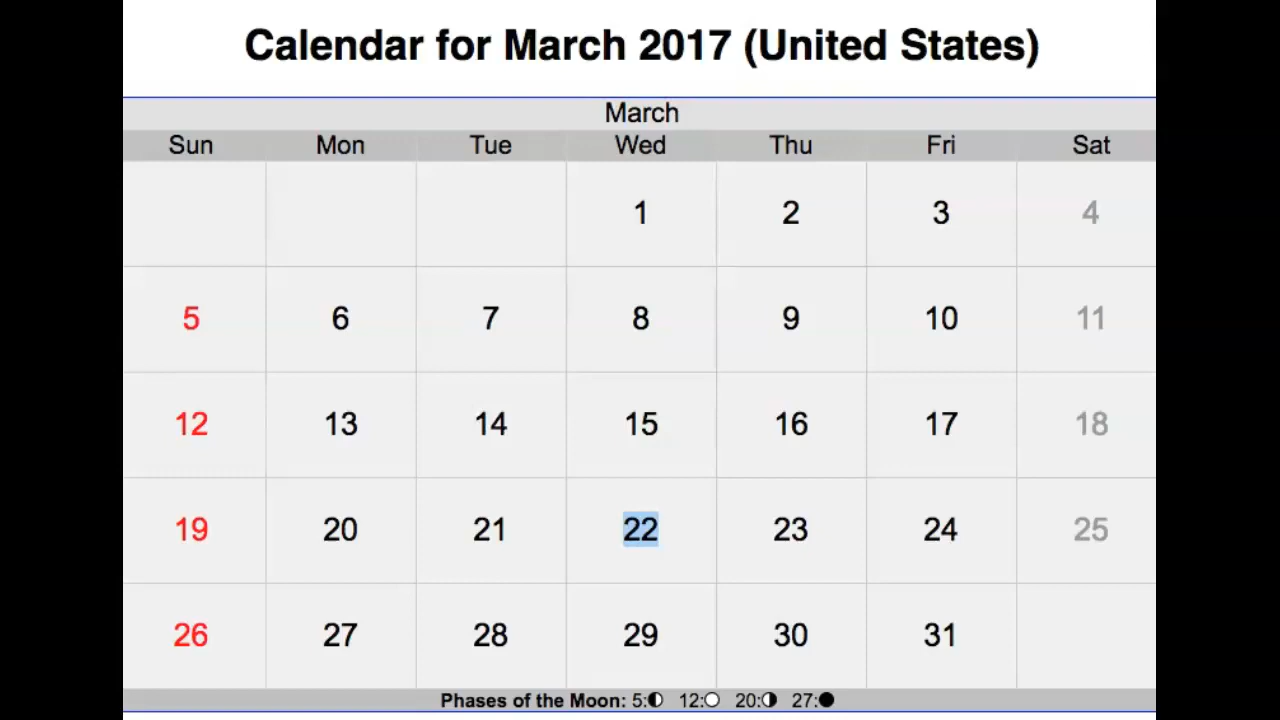 Calendar for March 2017 (United States)
March
Sun Mon Tue Wed Thu Fri Sat
1 2 3 4
5 6 7 8 9 10 11
12 13 14 15 16 17 18
19 20 21 22 23 24 25
26 27 28 29 30 31
Phases of the Moon: 5:◐ 12:○ 20:◑ 27:●